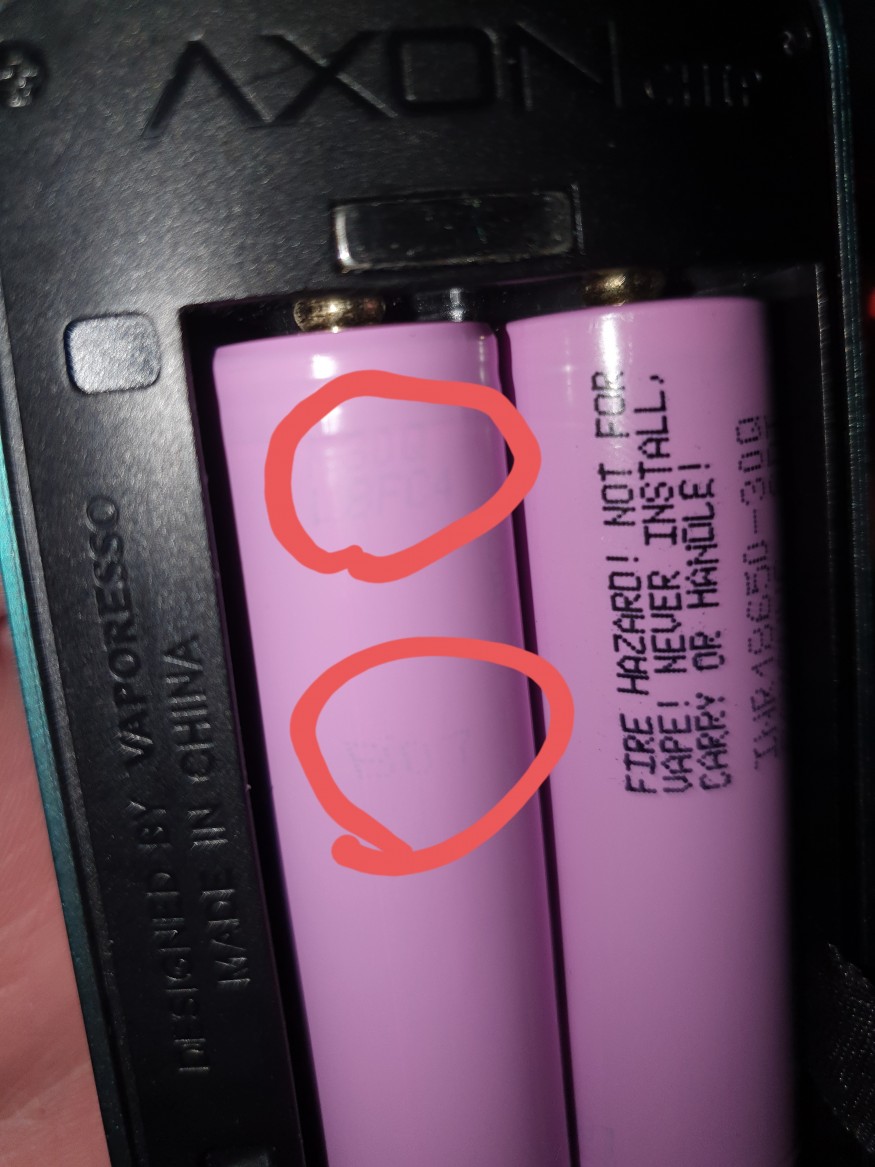 AXON CHIP
DESIGNED BY VAPORESSO
MADE IN CHINA
FIRE HAZARD! NOT FOR
VAPE! NEVER INSTALL,
CARRY OR HANDLE!
INR18650-30Q